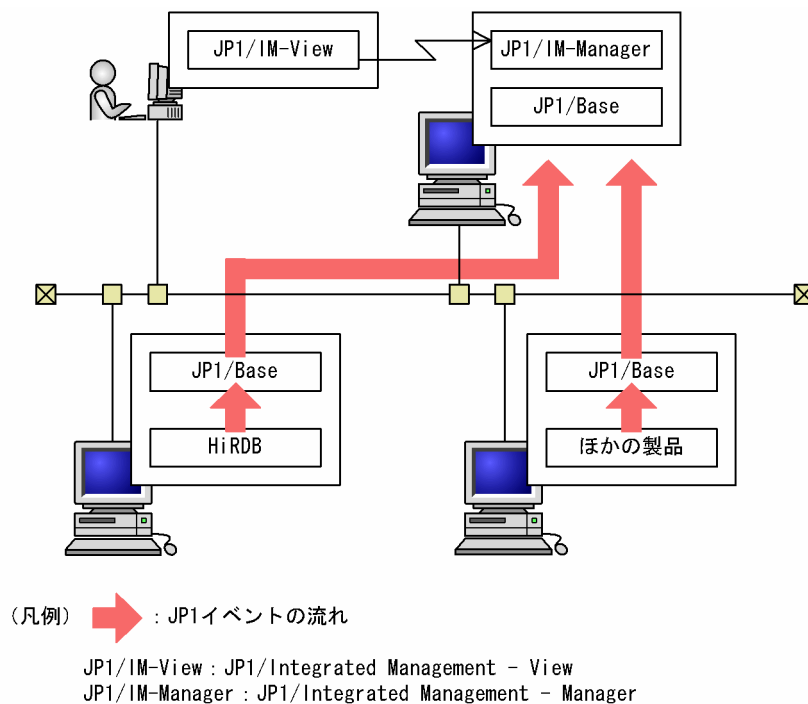 JP1/IM-View
JP1/IM-Manager
JP1/Base
JP1/Base
JP1/Base
HiRDB
ほかの製品
(凡例) : JP1イベントの流れ
JP1/IM-View : JP1/Integrated Management - View
JP1/IM-Manager : JP1/Integrated Management - Manager